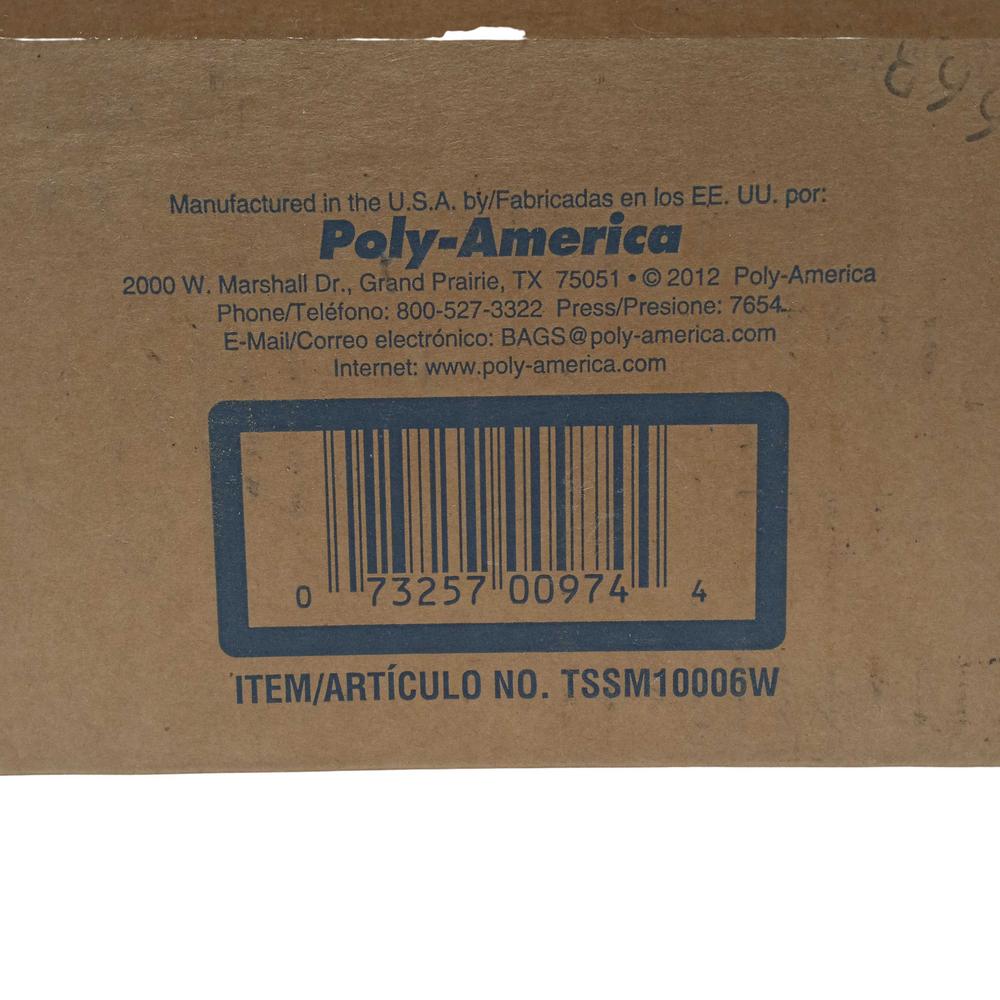 Manufactured in the U.S.A. by/Fabricadas en los EE. UU. por:
Poly-America
2000 W. Marshall Dr., Grand Prairie, TX 75051 • © 2012 Poly-America
Phone/Teléfono: 800-527-3322 Press/Presione: 7654
E-Mail/Correo electrónico: BAGS@poly-america.com
Internet: www.poly-america.com
0 73257 00974 4
ITEM/ARTÍCULO NO. TSSM10006W